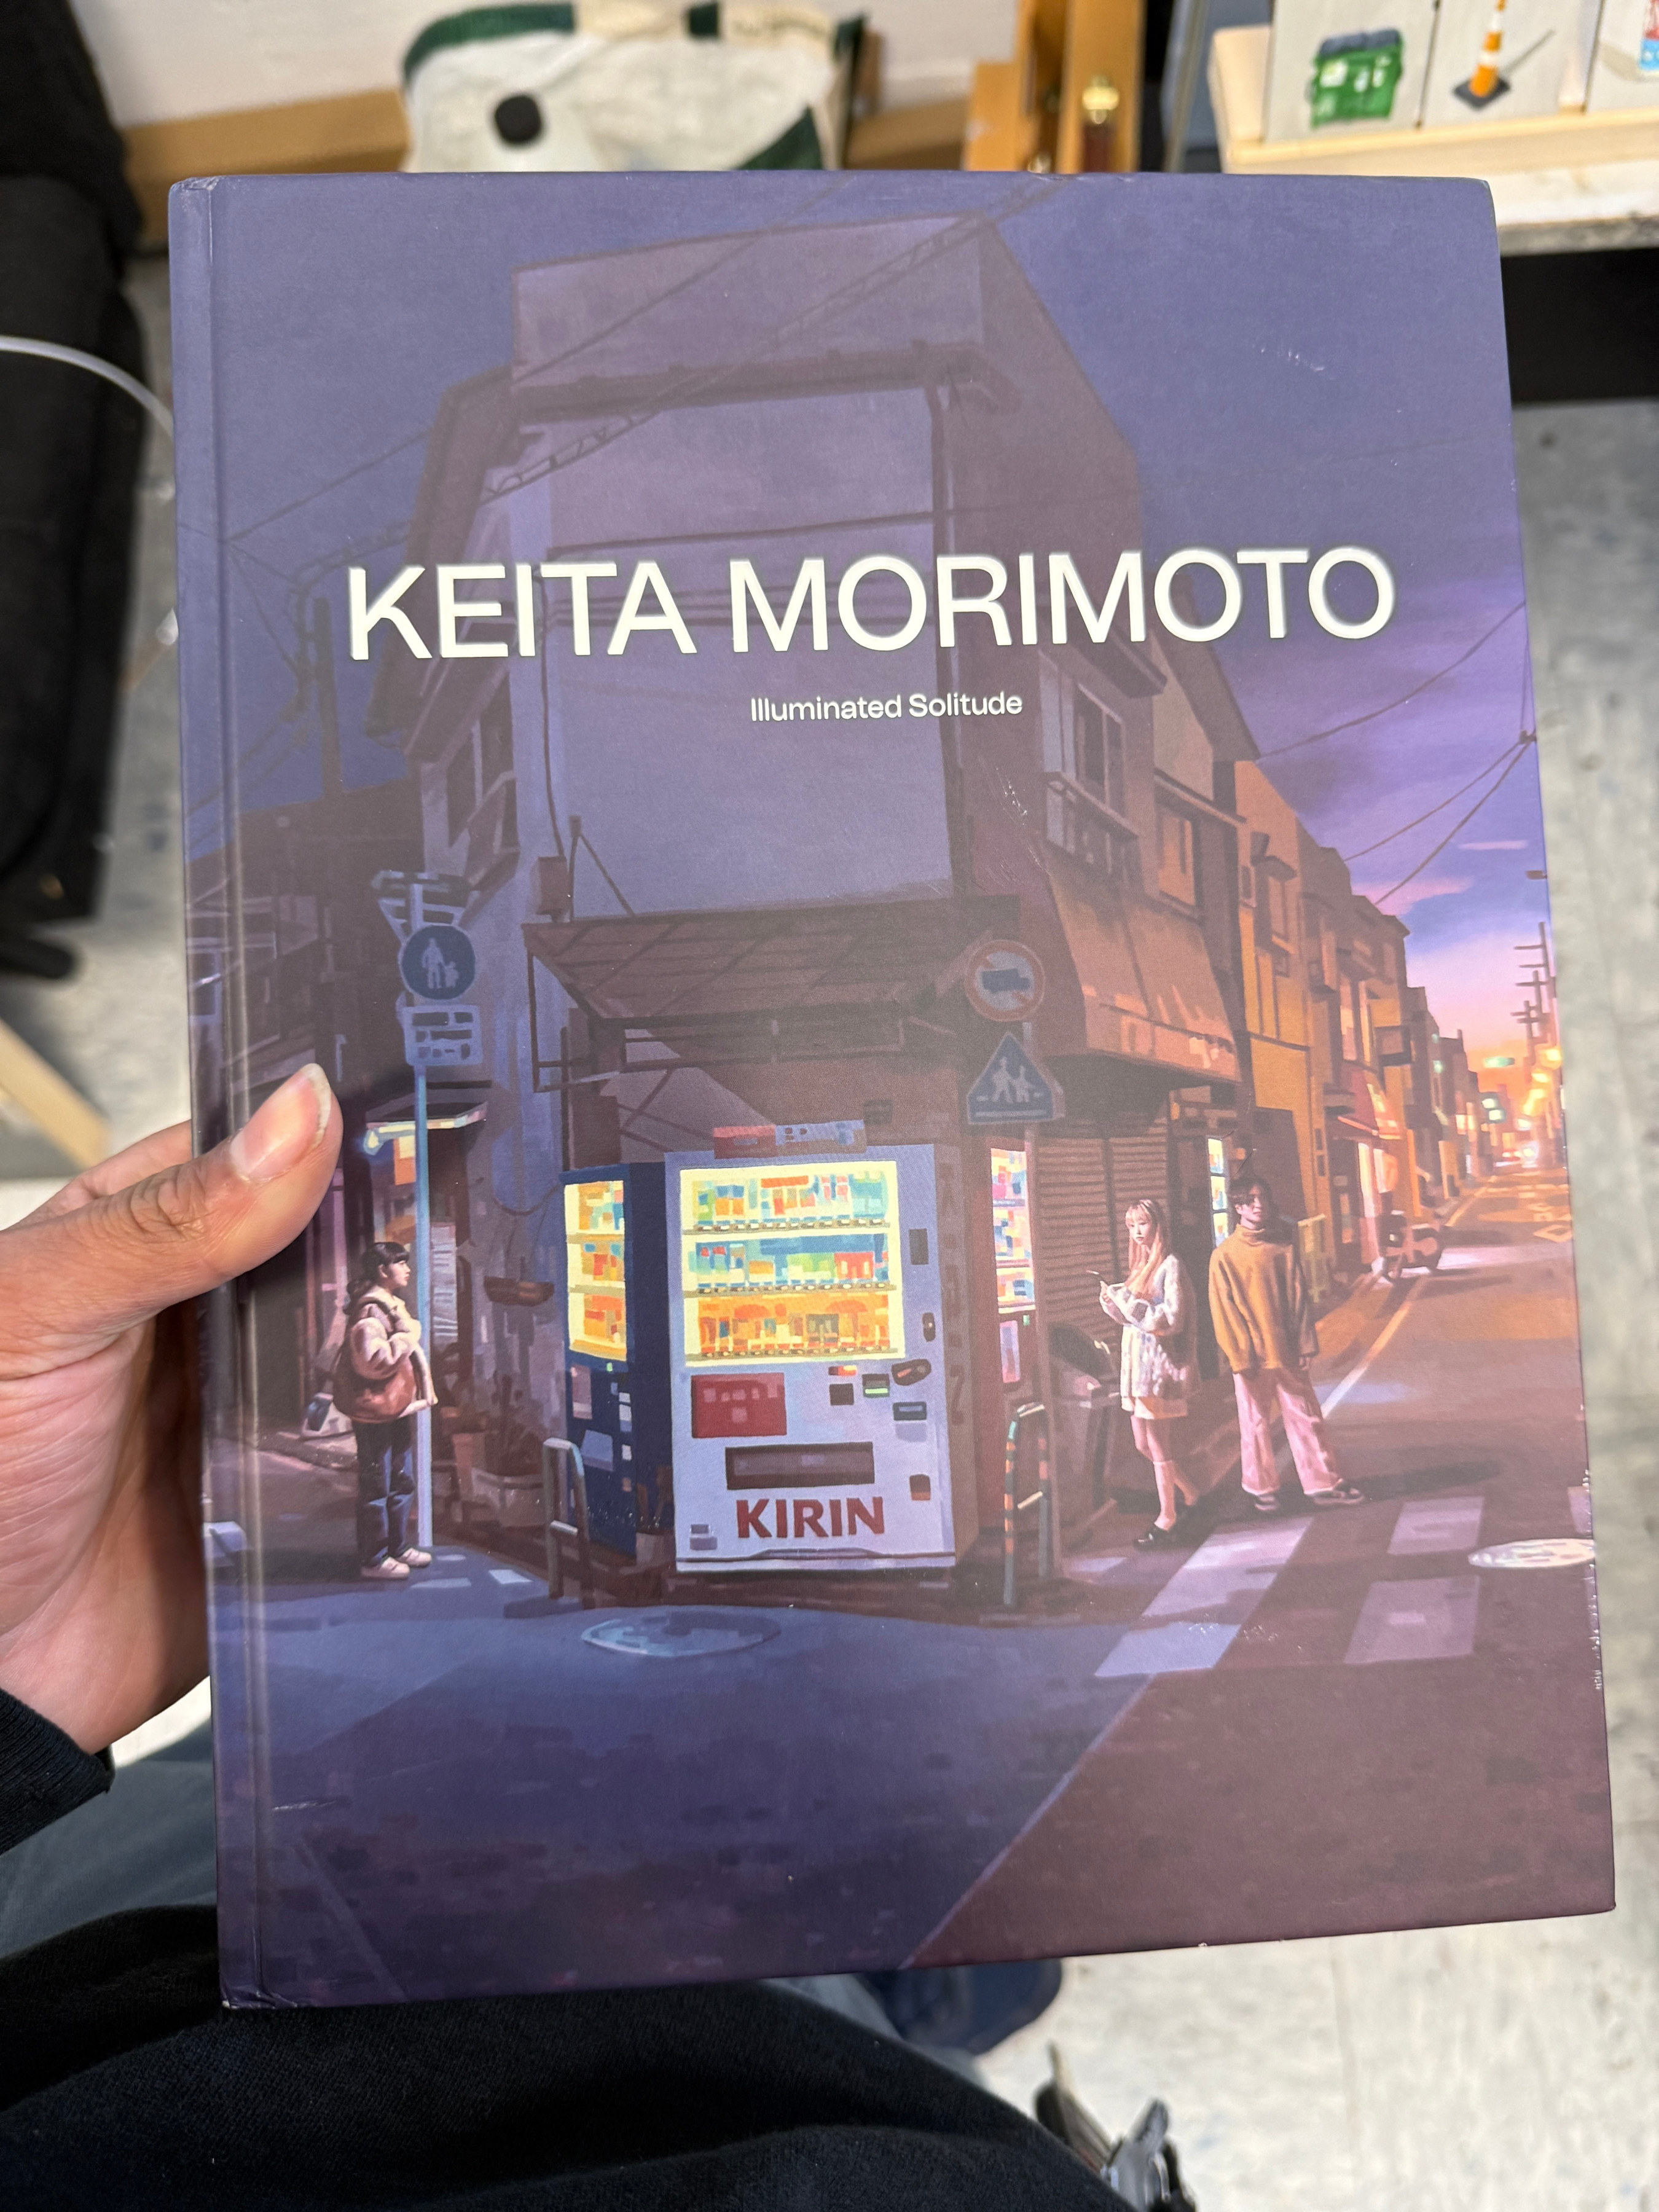 KEITA MORIMOTO
Illuminated Solitude
KIRIN